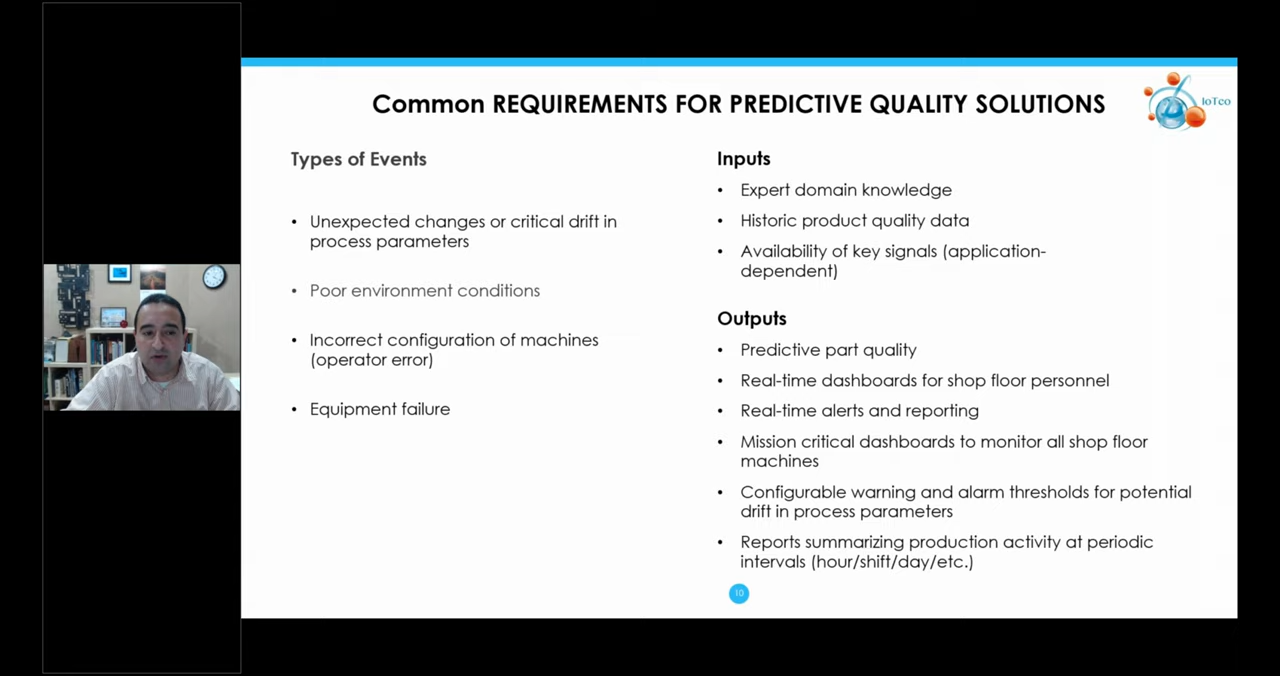 Common REQUIREMENTS FOR PREDICTIVE QUALITY SOLUTIONS
IoTco
Types of Events
• Unexpected changes or critical drift in
process parameters
• Poor environment conditions
• Incorrect configuration of machines
(operator error)
• Equipment failure
Inputs
• Expert domain knowledge
• Historic product quality data
• Availability of key signals (application-
dependent)
Outputs
• Predictive part quality
• Real-time dashboards for shop floor personnel
• Real-time alerts and reporting
• Mission critical dashboards to monitor all shop floor
machines
• Configurable warning and alarm thresholds for potential
drift in process parameters
• Reports summarizing production activity at periodic
intervals (hour/shift/day/etc.)
10